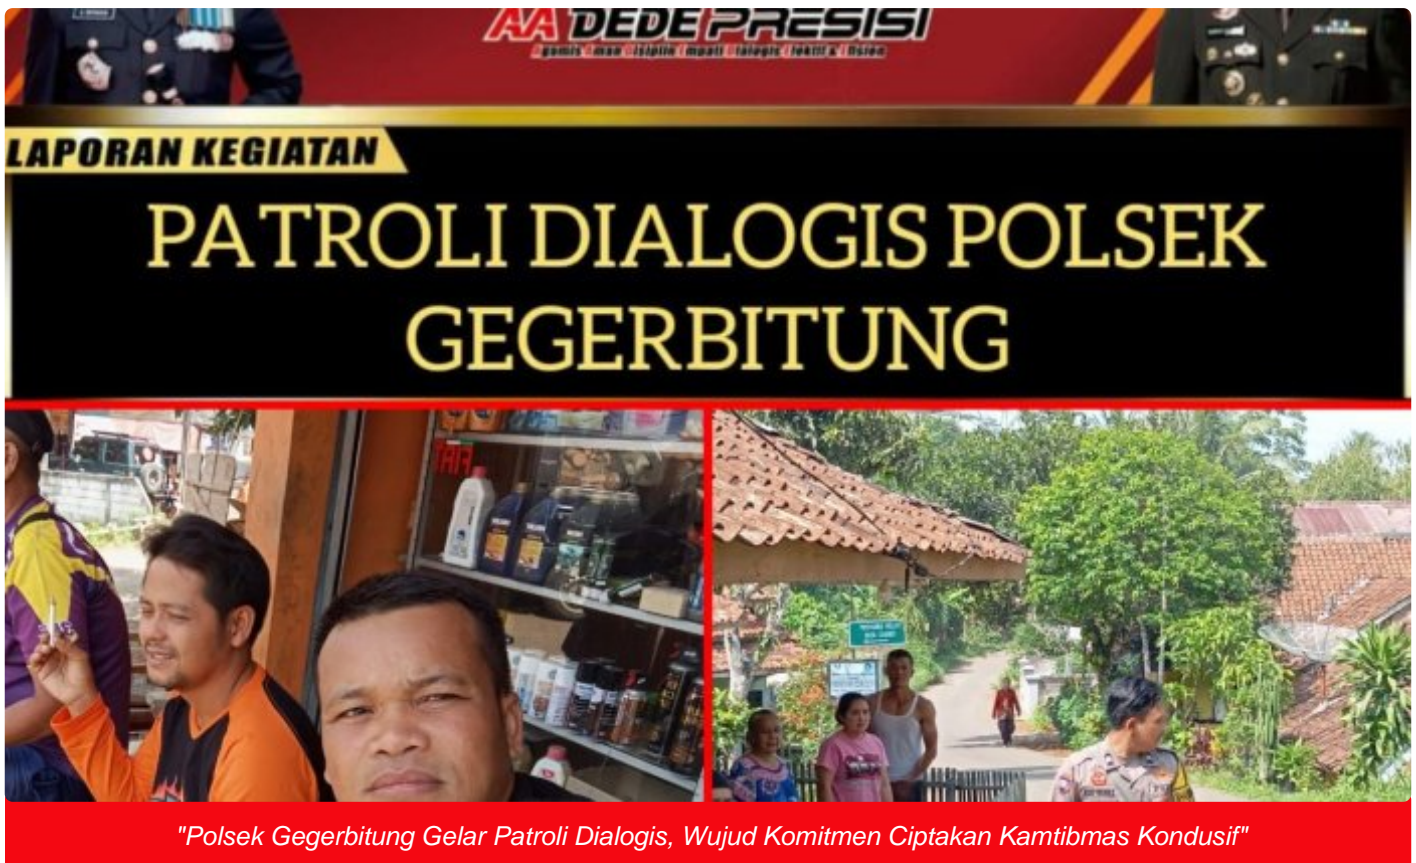 AA DEDE PRESISI
LAPORAN KEGIATAN
PATROLI DIALOGIS POLSEK
GEGERBITUNG
"Polsek Gegerbitung Gelar Patroli Dialogis, Wujud Komitmen Ciptakan Kamtibmas Kondusif"